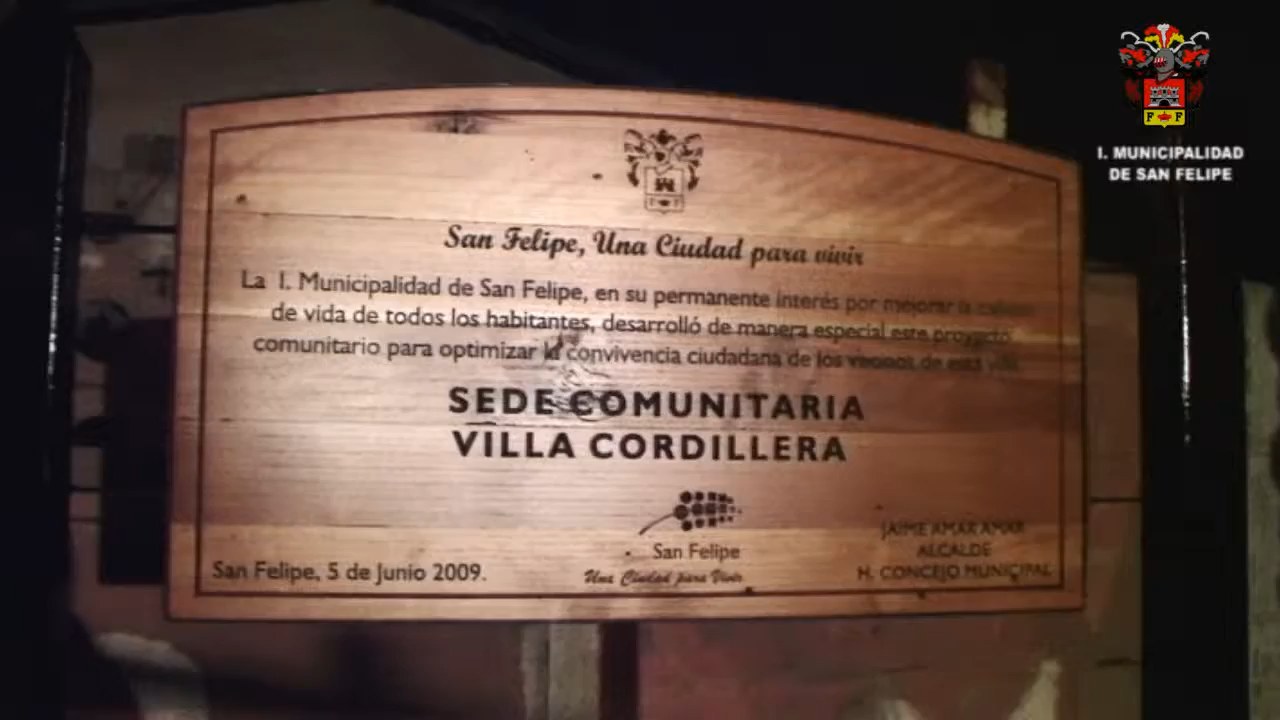 I. MUNICIPALIDAD
DE SAN FELIPE
F F
San Felipe, Una Ciudad para vivir
La I. Municipalidad de San Felipe, en su permanente interés por mejorar la calidad
de vida de todos los habitantes, desarrolló de manera especial este proyecto
comunitario para optimizar la convivencia ciudadana de los vecinos de esta villa.
SEDE COMUNITARIA
VILLA CORDILLERA
San Felipe
Una Ciudad para Vivir
San Felipe, 5 de Junio 2009.
JAIME AMAR AMAR
ALCALDE
H. CONCEJO MUNICIPAL